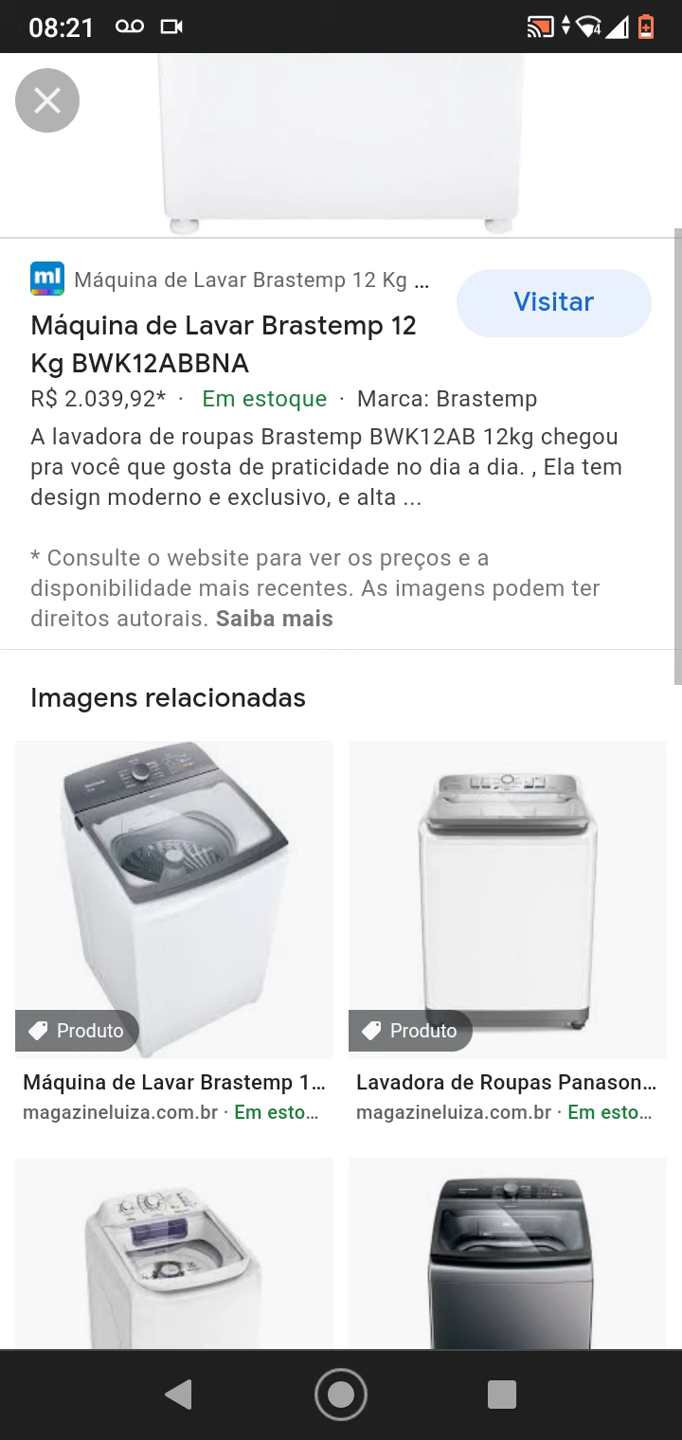 08:21
4
ml Máquina de Lavar Brastemp 12 Kg ...
Visitar
Máquina de Lavar Brastemp 12
Kg BWK12ABBNA
R$ 2.039,92* · Em estoque · Marca: Brastemp
A lavadora de roupas Brastemp BWK12AB 12kg chegou
pra você que gosta de praticidade no dia a dia. , Ela tem
design moderno e exclusivo, e alta ...
* Consulte o website para ver os preços e a
disponibilidade mais recentes. As imagens podem ter
direitos autorais. Saiba mais
Imagens relacionadas
Produto
Produto
Máquina de Lavar Brastemp 1...
magazineluiza.com.br · Em esto...
Lavadora de Roupas Panason...
magazineluiza.com.br · Em esto...